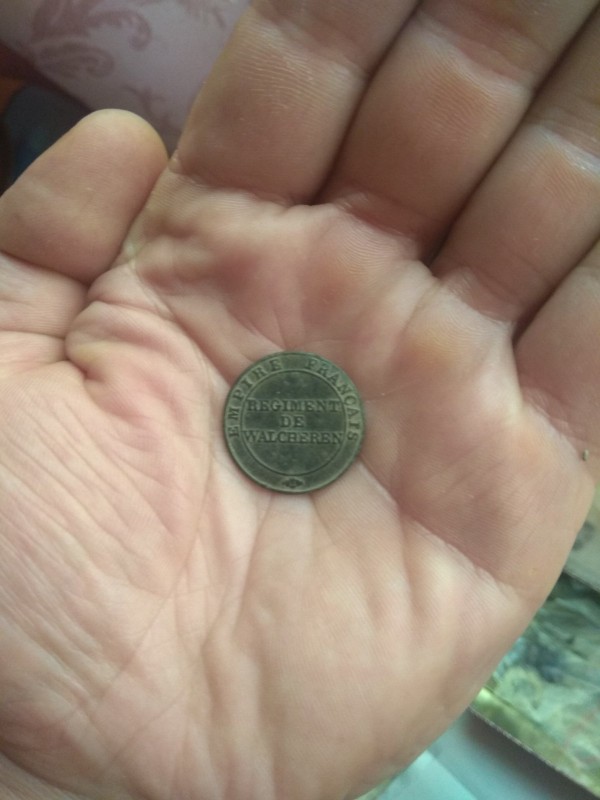 EMPIRE FRANÇAIS
REGIMENT
DE
WALCHEREN